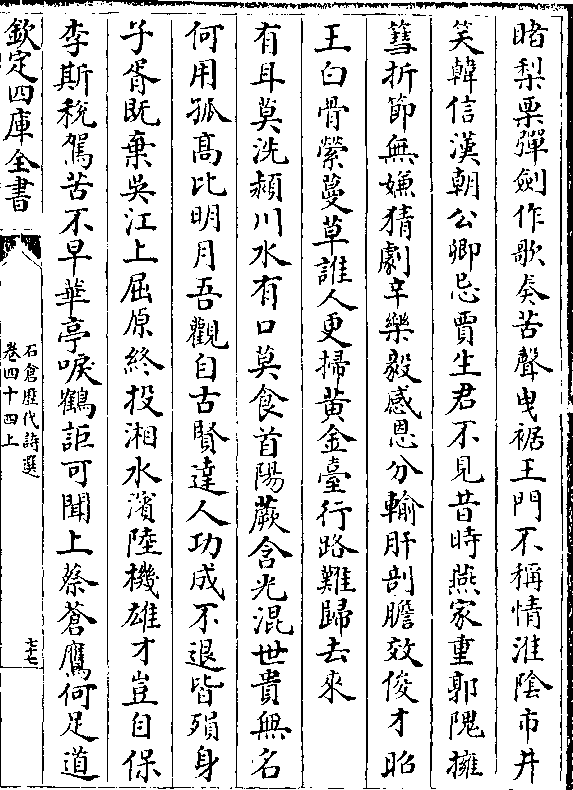 賭梨栗彈劍作歌奏苦聲曳裾王門不稱情淮隂市井
笑韓信漢朝公卿忌賈生君不見昔時燕家重郭隗擁
篲折節無嫌猜劇辛樂毅感恩分輸肝剖膽效俊才昭
王白骨縈蔓草誰人更掃黄金臺行路難歸去來
有耳莫洗潁川水有口莫食首陽蕨含光混世貴無名
何用孤髙比明月吾觀自古賢達人功成不退皆殞身
子胥既棄吳江上屈原終投湘水濱陸機雄才豈自保
李斯稅駕苦不早華亭唳鶴詎可聞上蔡蒼鷹何足道
欽定四庫全書
石倉歷代詩選
卷四十四上